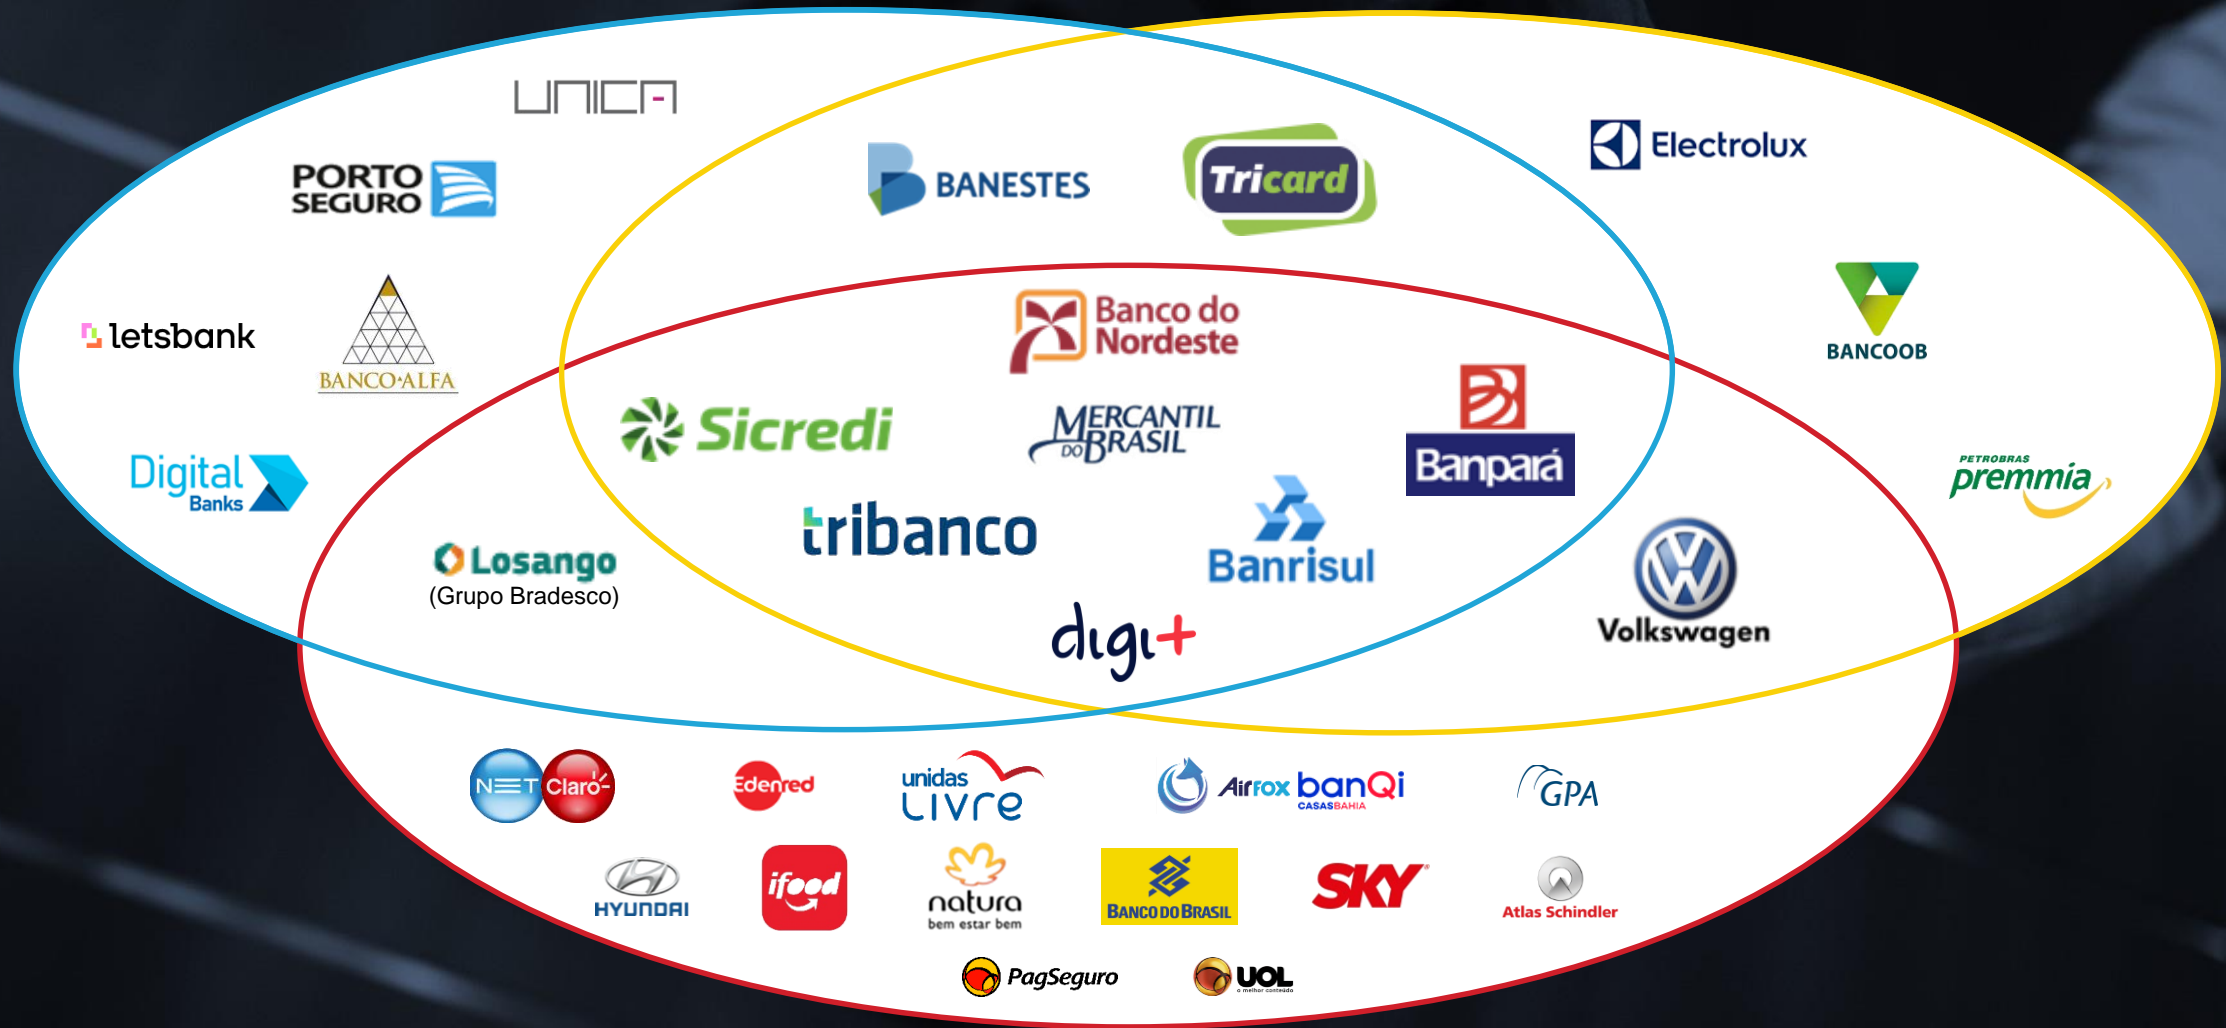 UNICA
PORTO
SEGURO
BANESTES
Tricard
Electrolux
letsbank
BANCO ALFA
Banco do
Nordeste
BANCOOB
Sicredi
MERCANTIL
DO BRASIL
Banpará
Digital
Banks
PETROBRAS
premmia
tribanco
Banrisul
Losango
(Grupo Bradesco)
digi+
Volkswagen
NET Claro
Edenred
unidas
LIVre
Airfox banQi
CASASBAHIA
GPA
HYUNDAI
ifood
natura
bem estar bem
BANCO DO BRASIL
SKY
Atlas Schindler
PagSeguro
UOL
o melhor conteúdo